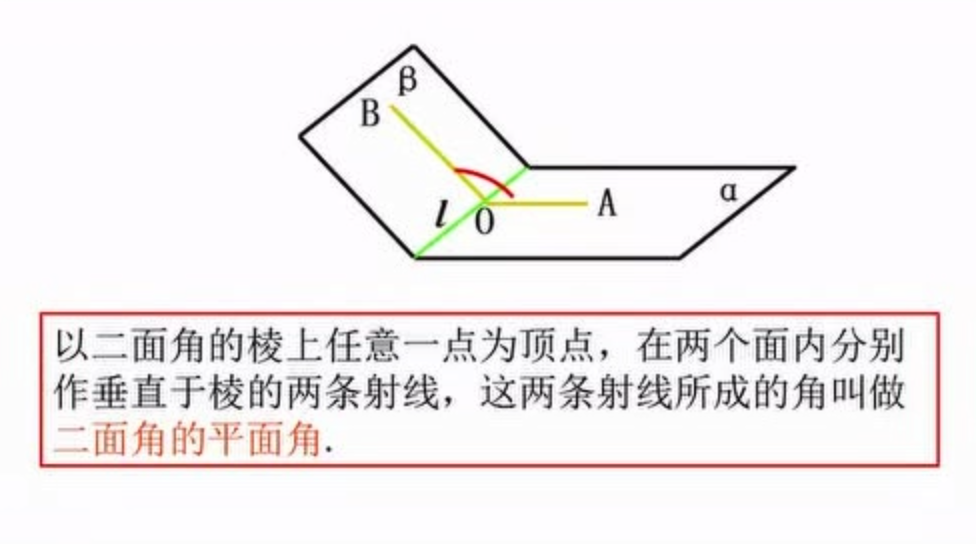 β
B
α
A
l
O
以二面角的棱上任意一点为顶点，在两个面内分别
作垂直于棱的两条射线，这两条射线所成的角叫做
二面角的平面角.